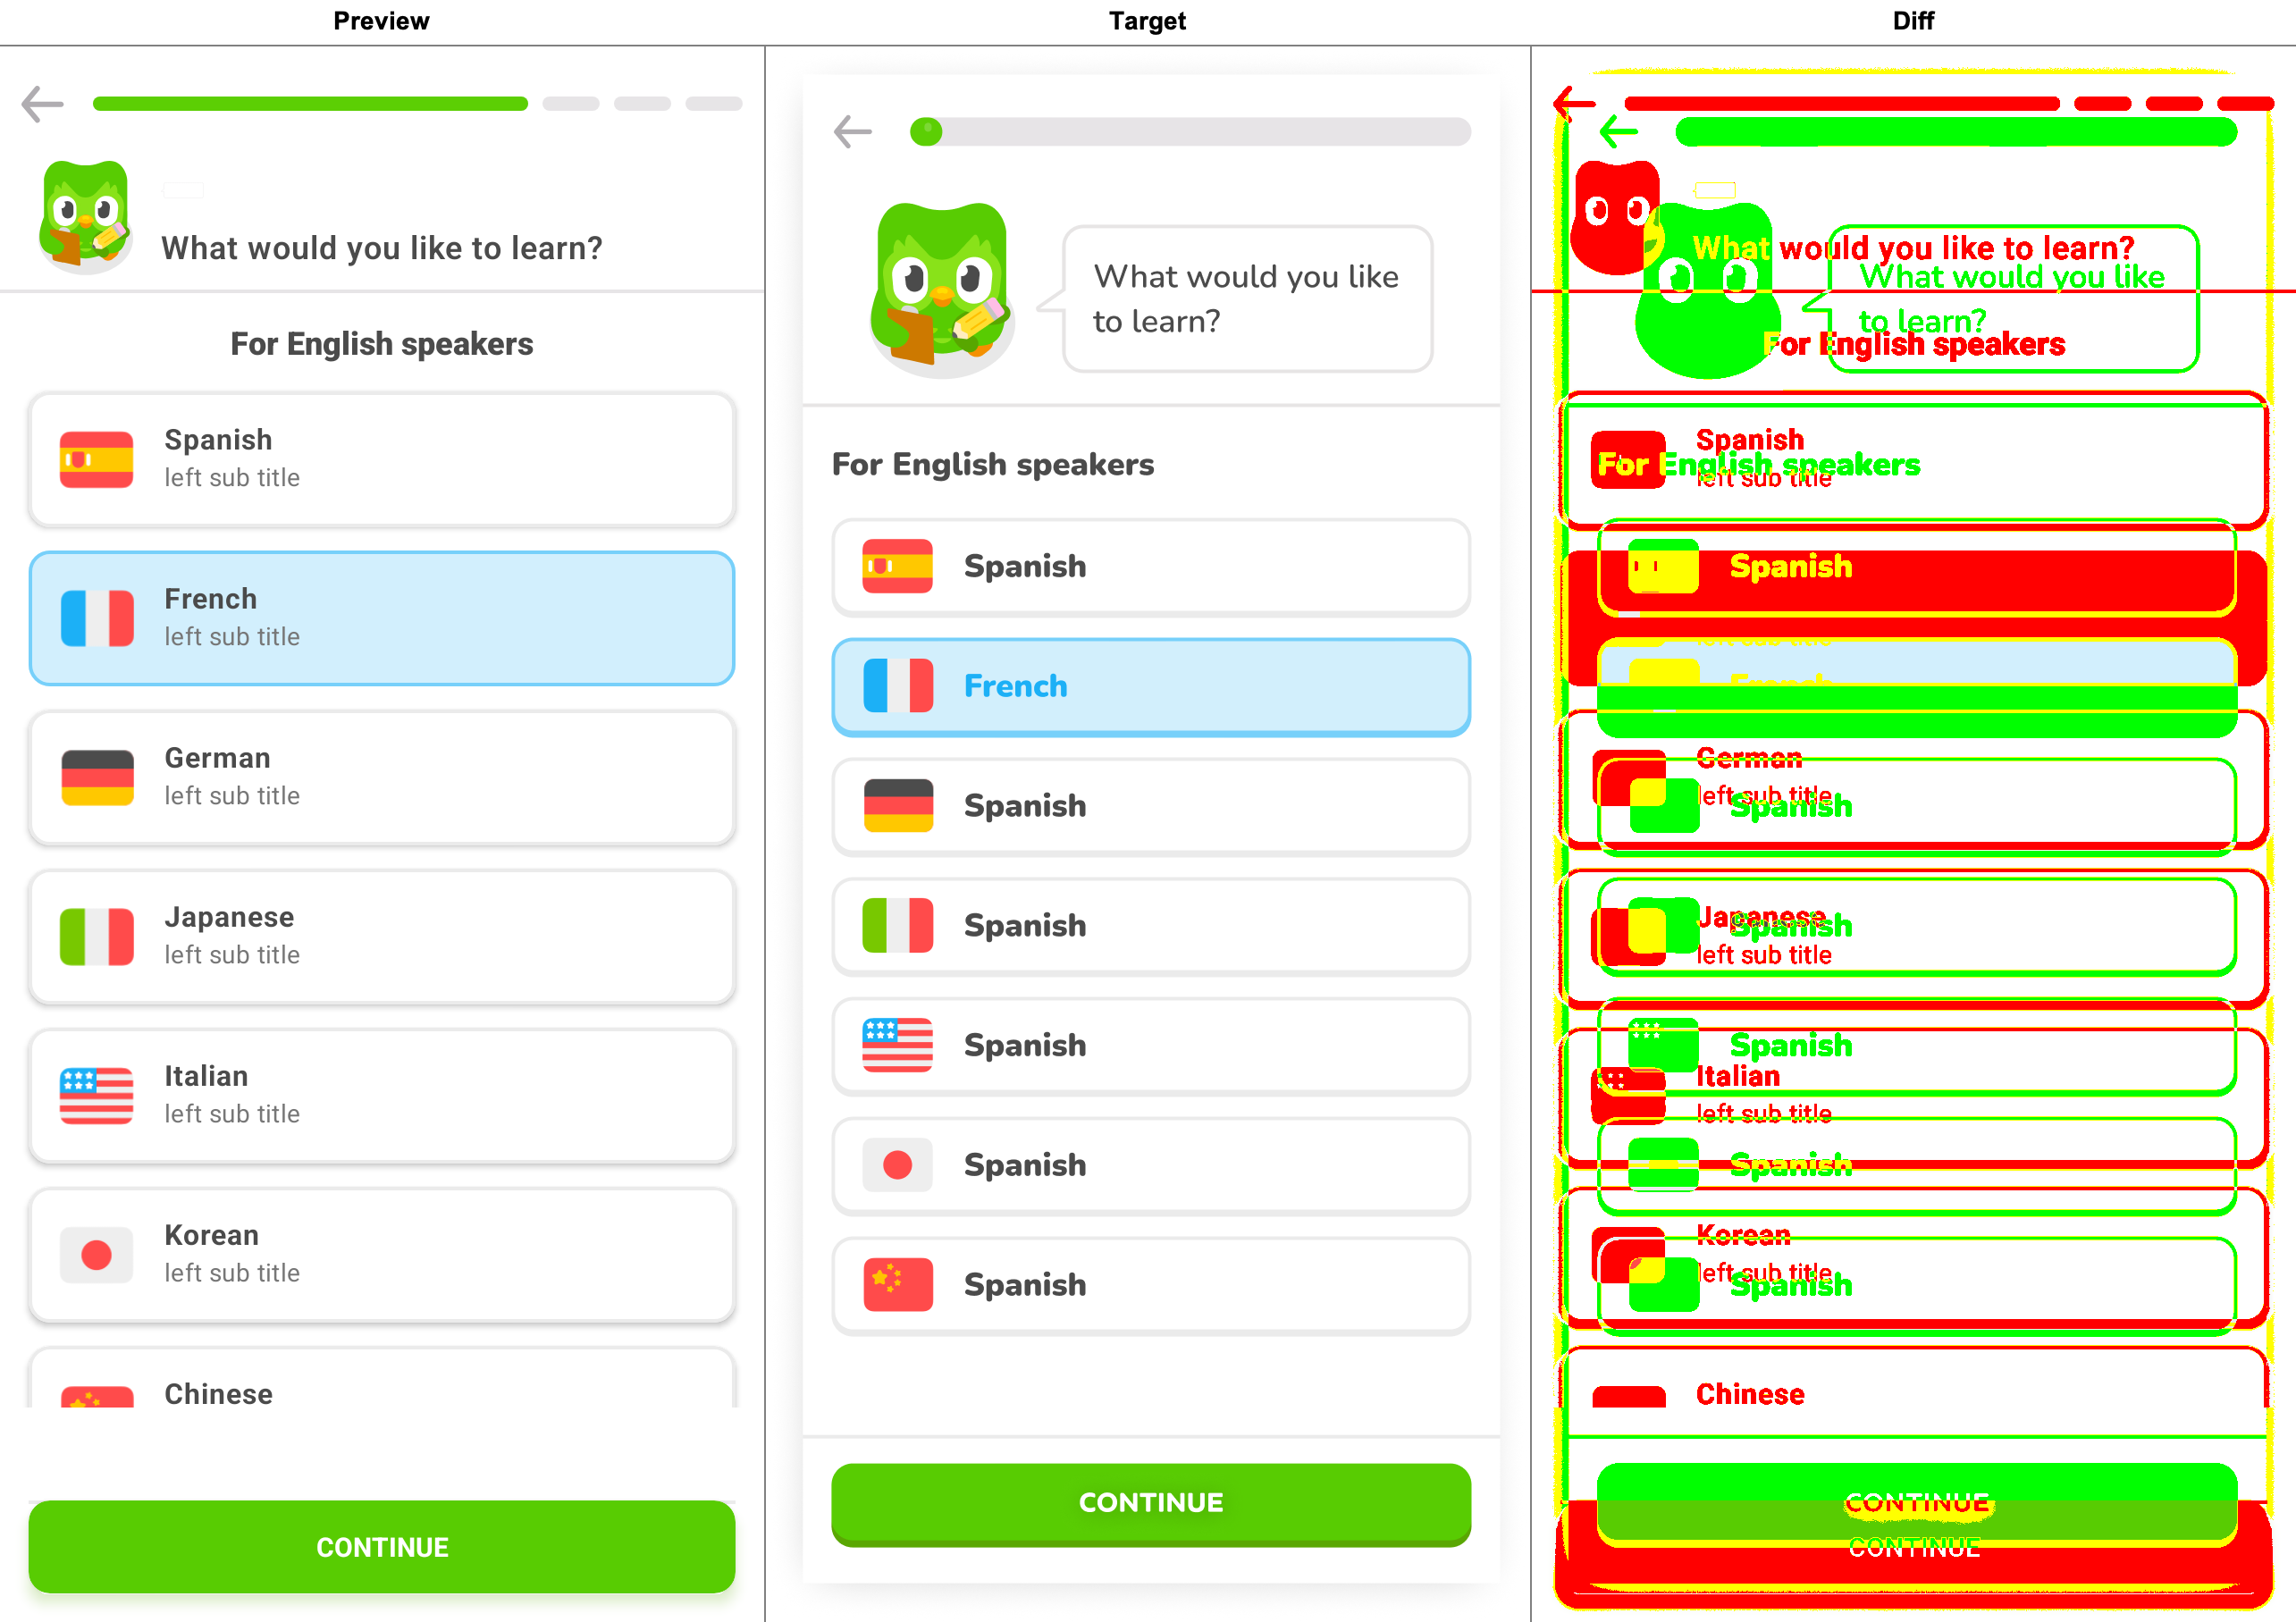 Preview
What would you like to learn?
For English speakers
Spanish
left sub title
French
left sub title
German
left sub title
Japanese
left sub title
Italian
left sub title
Korean
left sub title
Chinese
CONTINUE
Target
What would you like
to learn?
For English speakers
Spanish
French
Spanish
Spanish
Spanish
Spanish
Spanish
CONTINUE
Diff
What would you like to learn?
What would you like
to learn?
For English speakers
Spanish
For English speakers
left sub title
Spanish
left sub title
French
German
left sub title
Spanish
Japanese
Spanish
left sub title
Spanish
Italian
left sub title
Spanish
Korean
left sub title
Spanish
Chinese
CONTINUE
CONTINUE